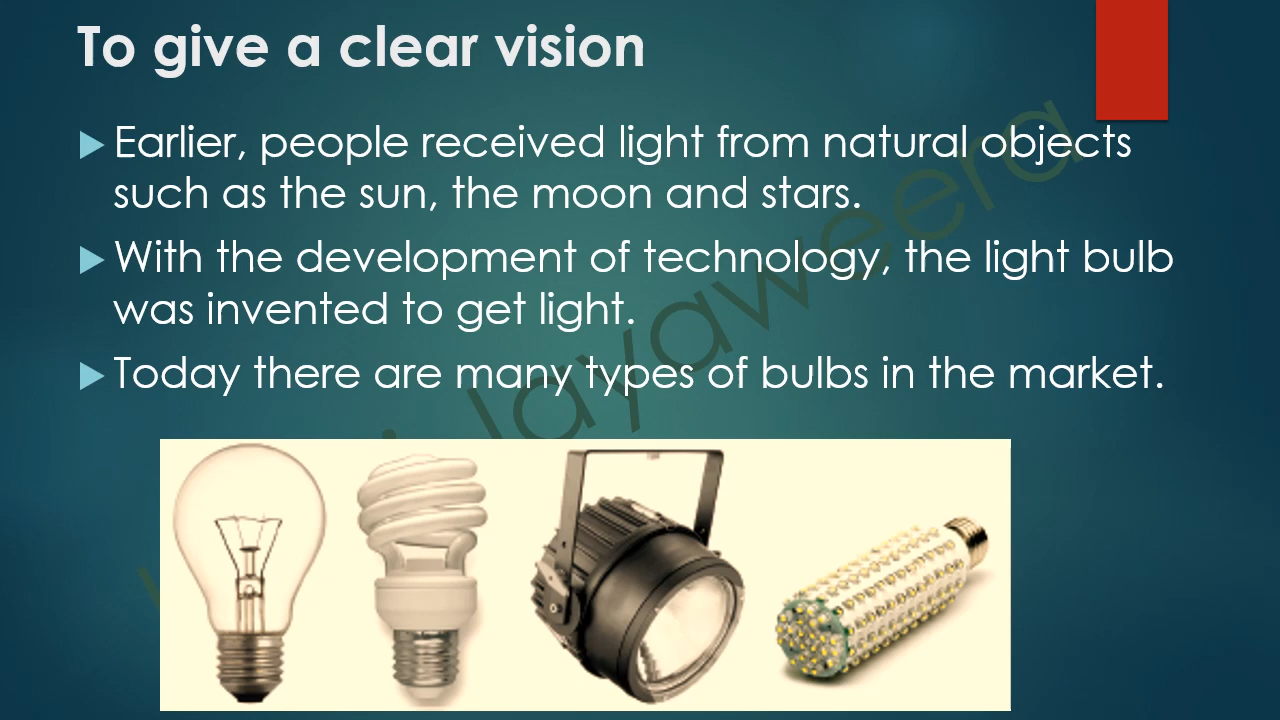 To give a clear vision
Earlier, people received light from natural objects
such as the sun, the moon and stars.
With the development of technology, the light bulb
was invented to get light.
Today there are many types of bulbs in the market.
Jayaweera